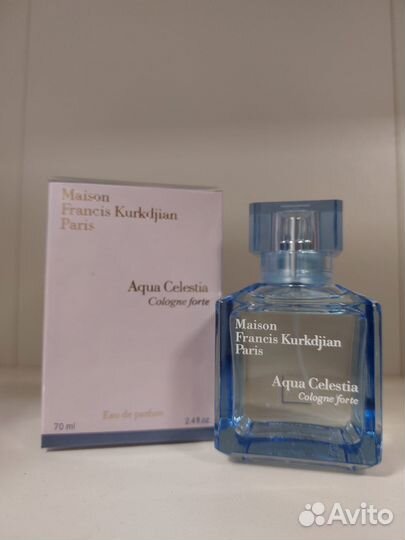 Maison
Francis Kurkdjian
Paris
Aqua Celestia
Cologne forte
Eau de parfum
70 ml
2.4 fl.oz.
Maison
Francis Kurkdjian
Paris
Aqua Celestia
Cologne forte
Avito